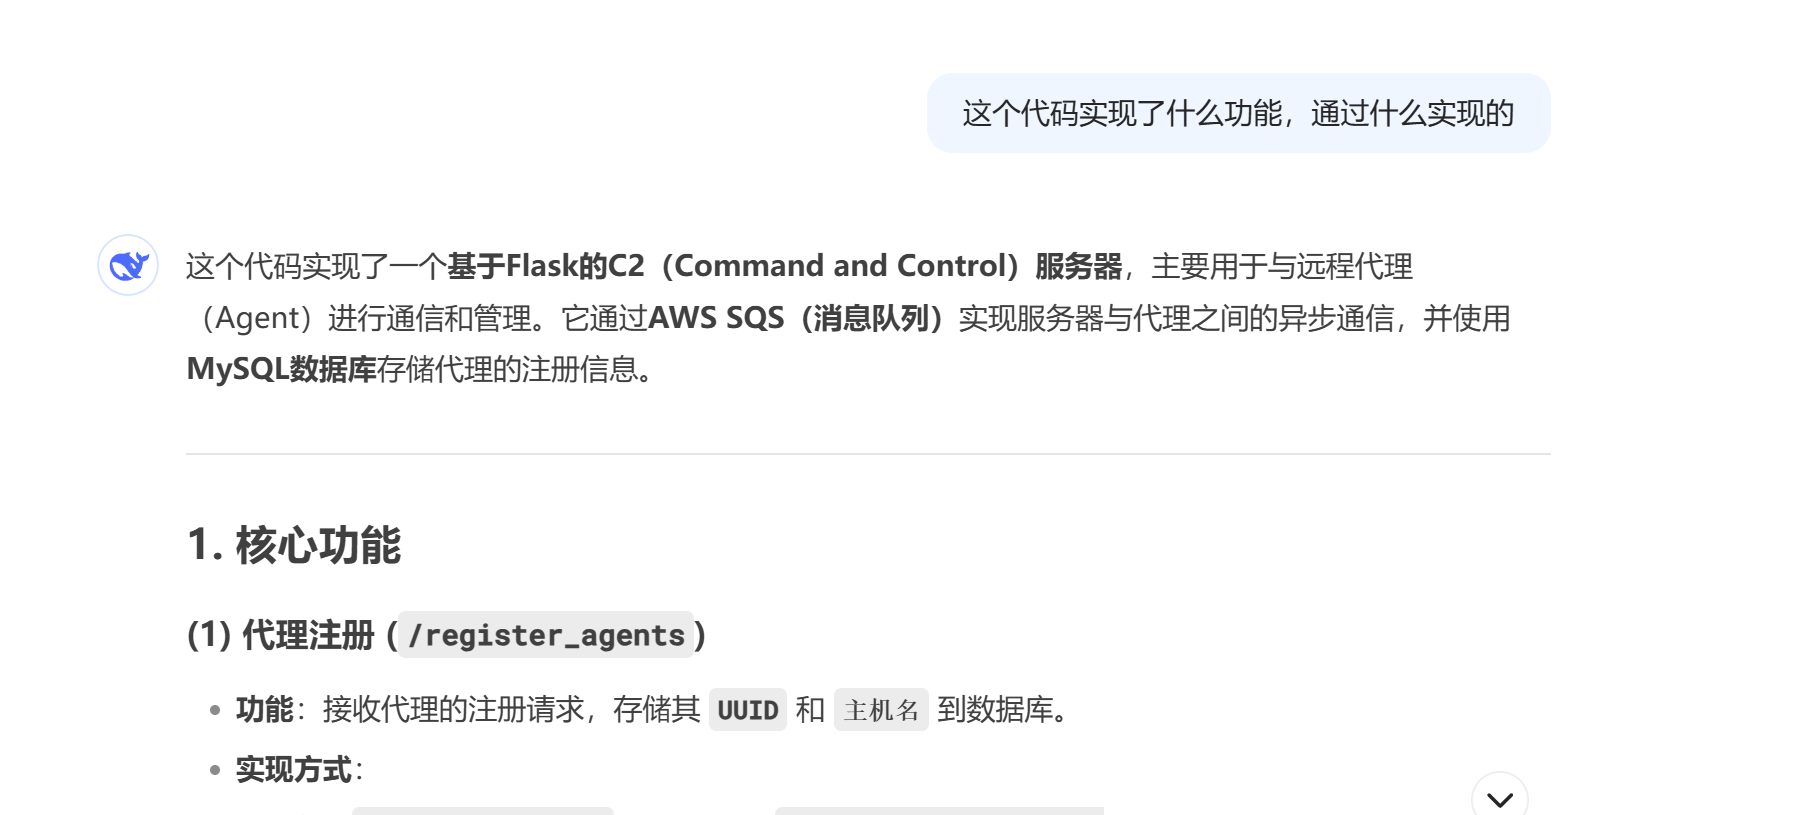 这个代码实现了什么功能，通过什么实现的
这个代码实现了一个基于Flask的C2（Command and Control）服务器，主要用于与远程代理
（Agent）进行通信和管理。它通过AWS SQS（消息队列）实现服务器与代理之间的异步通信，并使用
MySQL数据库存储代理的注册信息。
1. 核心功能
(1) 代理注册 (/register_agents)
功能：接收代理的注册请求，存储其 UUID 和 主机名 到数据库。
实现方式：